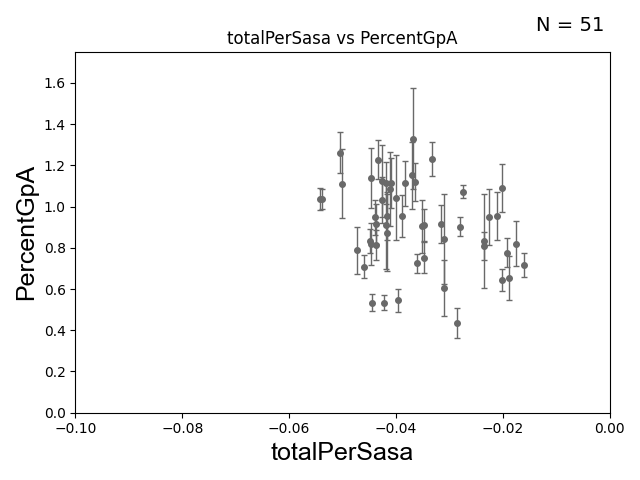 N = 51
totalPerSasa vs PercentGpA
PercentGpA
1.6
1.4
1.2
1.0
0.8
0.6
0.4
0.2
0.0
−0.10 −0.08 −0.06 −0.04 −0.02 0.00
totalPerSasa